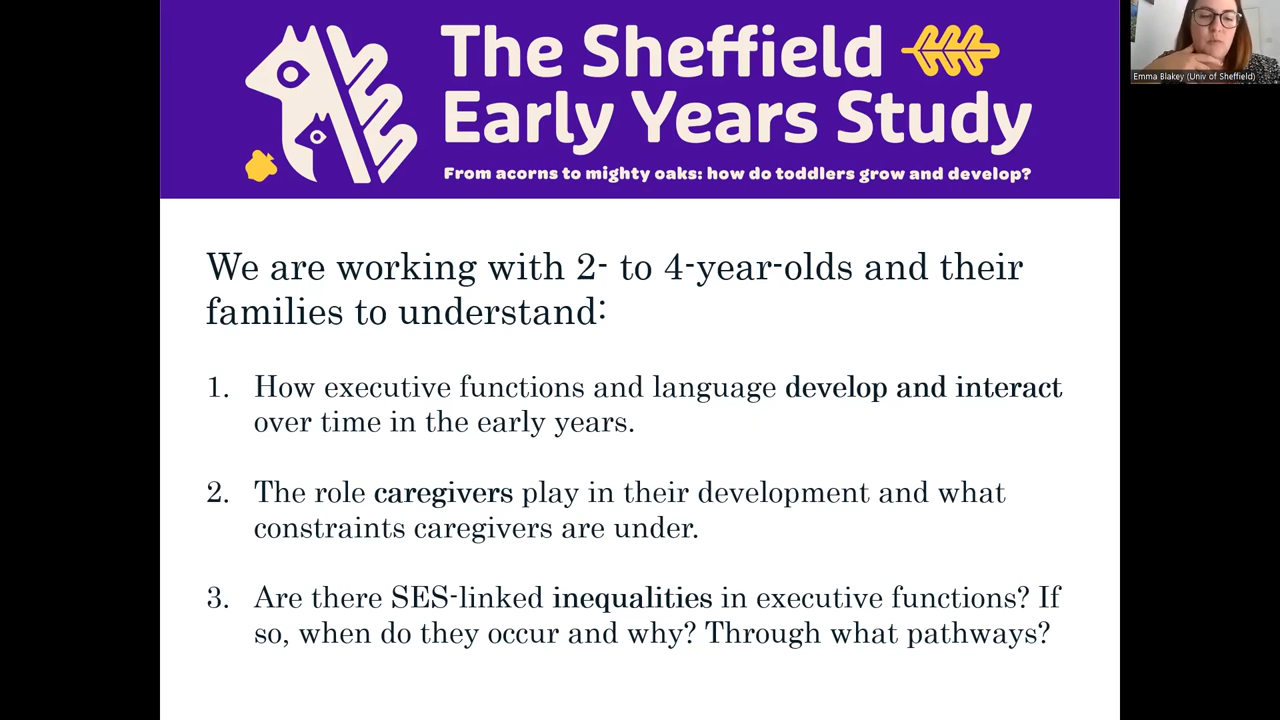 The Sheffield
Early Years Study
From acorns to mighty oaks: how do toddlers grow and develop?
Emma Blakey (Univ of Sheffield)
We are working with 2- to 4-year-olds and their
families to understand:
1. How executive functions and language develop and interact
over time in the early years.
2. The role caregivers play in their development and what
constraints caregivers are under.
3. Are there SES-linked inequalities in executive functions? If
so, when do they occur and why? Through what pathways?